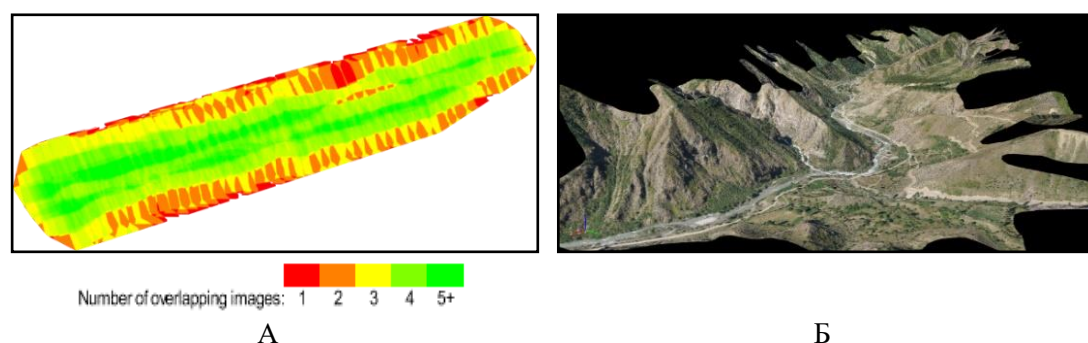 Number of overlapping images: 1 2 3 4 5+
А Б